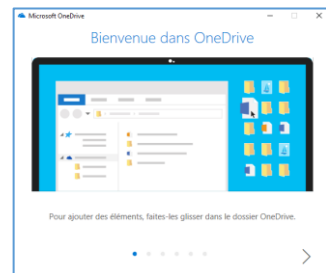 Microsoft OneDrive
Bienvenue dans OneDrive
Pour ajouter des éléments, faites-les glisser dans le dossier OneDrive.